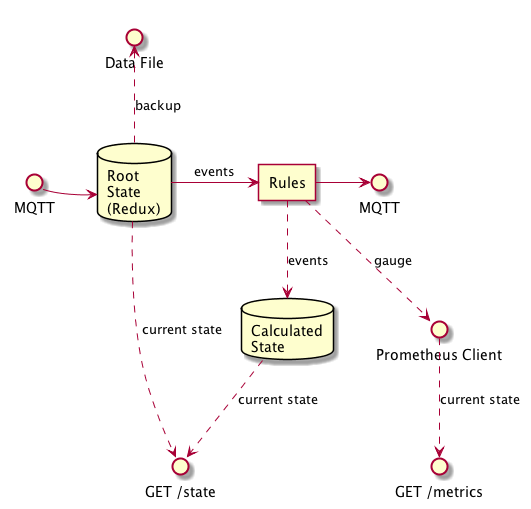 Data File
backup
Root
State
(Redux)
events
Rules
MQTT
MQTT
events
gauge
Calculated
State
current state
Prometheus Client
current state
current state
GET /state
GET /metrics